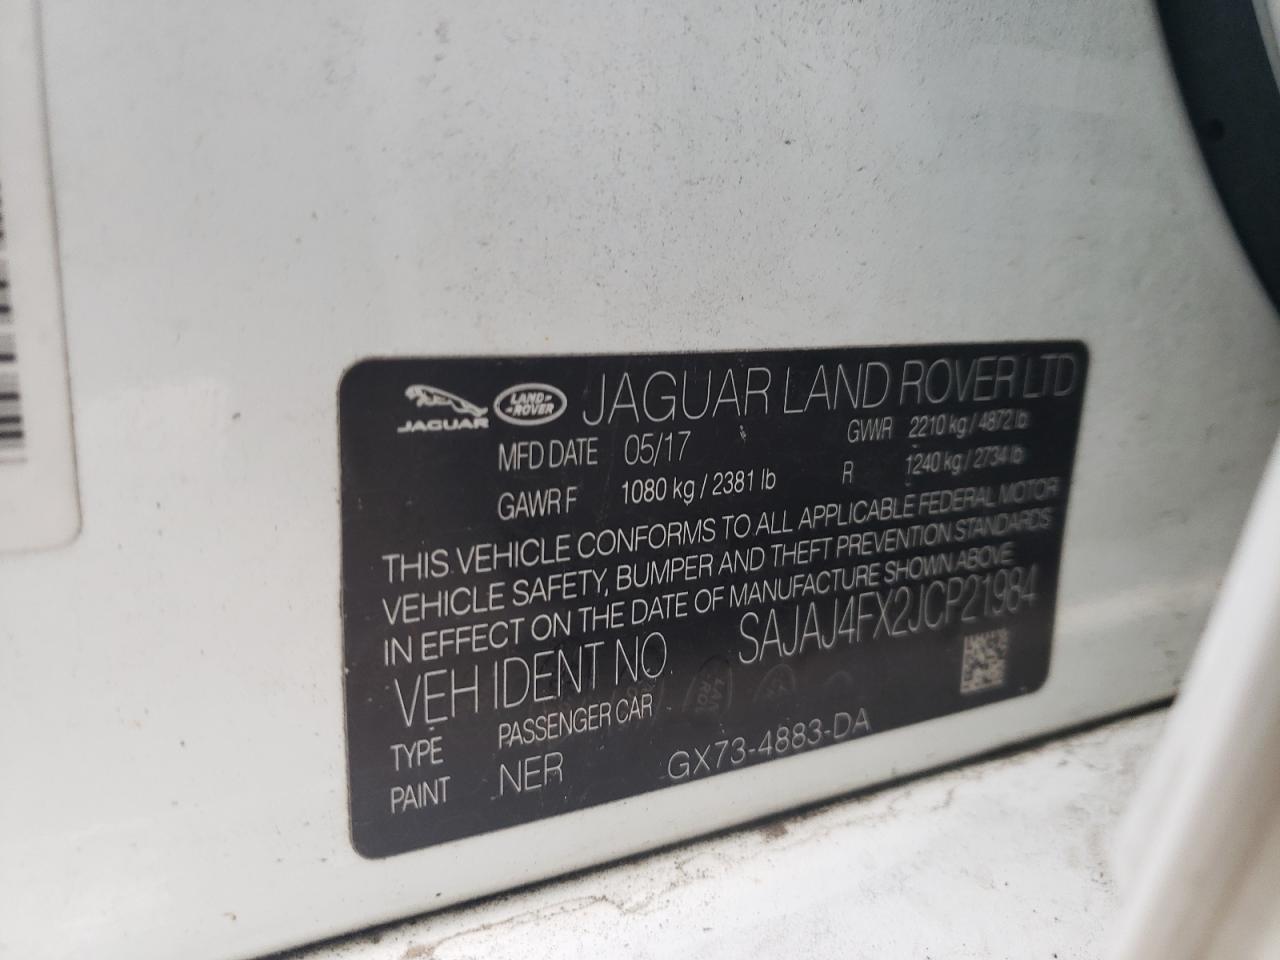 JAGUAR LAND-ROVER JAGUAR LAND ROVER LTD
MFD DATE 05/17 GVWR 2210 kg / 4872 lb
GAWR F 1080 kg / 2381 lb R 1240 kg / 2734 lb
THIS VEHICLE CONFORMS TO ALL APPLICABLE FEDERAL MOTOR
VEHICLE SAFETY, BUMPER AND THEFT PREVENTION STANDARDS
IN EFFECT ON THE DATE OF MANUFACTURE SHOWN ABOVE
VEH IDENT NO SAJAJ4FX2JCP21984
TYPE PASSENGER CAR
PAINT NER GX73-4883-DA